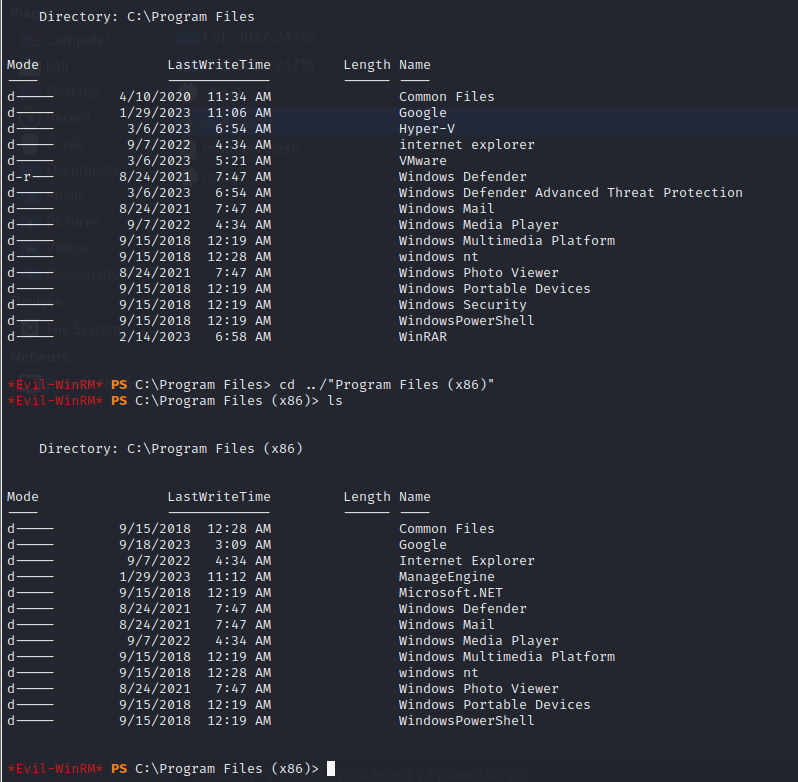 Directory: C:\Program Files
Mode LastWriteTime Length Name
d----- 4/10/2020 11:34 AM Common Files
d----- 1/29/2023 11:06 AM Google
d----- 3/6/2023 6:54 AM Hyper-V
d----- 9/7/2022 4:34 AM internet explorer
d----- 3/6/2023 5:21 AM VMware
d-r--- 8/24/2021 7:47 AM Windows Defender
d----- 3/6/2023 6:54 AM Windows Defender Advanced Threat Protection
d----- 8/24/2021 7:47 AM Windows Mail
d----- 9/7/2022 4:34 AM Windows Media Player
d----- 9/15/2018 12:19 AM Windows Multimedia Platform
d----- 9/15/2018 12:28 AM windows nt
d----- 8/24/2021 7:47 AM Windows Photo Viewer
d----- 9/15/2018 12:19 AM Windows Portable Devices
d----- 9/15/2018 12:19 AM Windows Security
d----- 9/15/2018 12:19 AM WindowsPowerShell
d----- 2/14/2023 6:58 AM WinRAR
*Evil-WinRM* PS C:\Program Files> cd ../"Program Files (x86)"
*Evil-WinRM* PS C:\Program Files (x86)> ls
Directory: C:\Program Files (x86)
Mode LastWriteTime Length Name
d----- 9/15/2018 12:28 AM Common Files
d----- 9/18/2023 3:09 AM Google
d----- 9/7/2022 4:34 AM Internet Explorer
d----- 1/29/2023 11:12 AM ManageEngine
d----- 9/15/2018 12:19 AM Microsoft.NET
d----- 8/24/2021 7:47 AM Windows Defender
d----- 8/24/2021 7:47 AM Windows Mail
d----- 9/7/2022 4:34 AM Windows Media Player
d----- 9/15/2018 12:19 AM Windows Multimedia Platform
d----- 9/15/2018 12:28 AM windows nt
d----- 8/24/2021 7:47 AM Windows Photo Viewer
d----- 9/15/2018 12:19 AM Windows Portable Devices
d----- 9/15/2018 12:19 AM WindowsPowerShell
*Evil-WinRM* PS C:\Program Files (x86)>